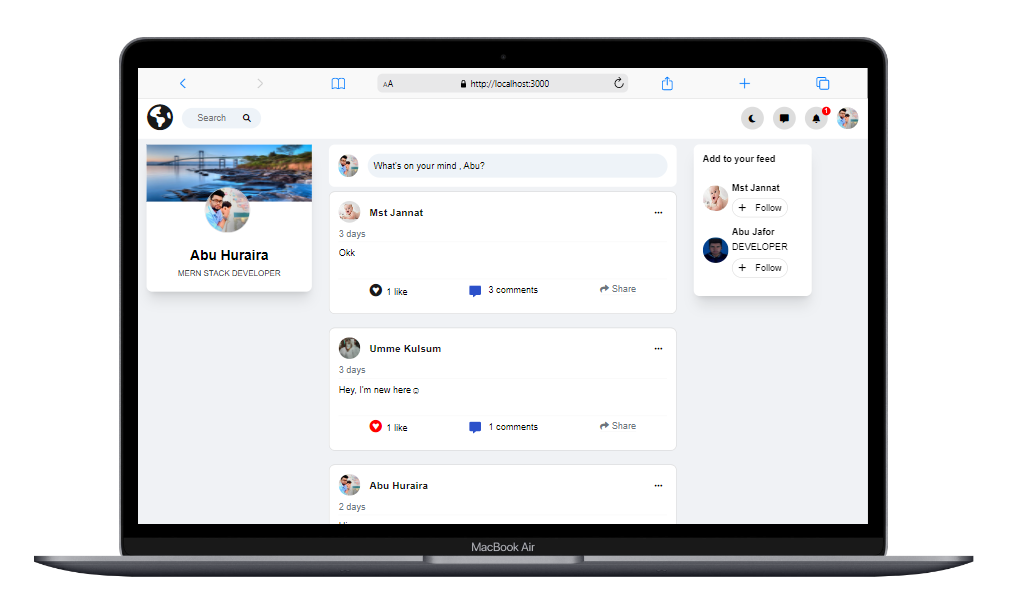 AA
http://localhost:3000
Search
1
Abu Huraira
MERN STACK DEVELOPER
What's on your mind , Abu?
Mst Jannat
3 days
Okk
1 like
3 comments
Share
Umme Kulsum
3 days
Hey, I'm new here☺
1 like
1 comments
Share
Abu Huraira
2 days
Add to your feed
Mst Jannat
+ Follow
Abu Jafor
DEVELOPER
+ Follow
MacBook Air